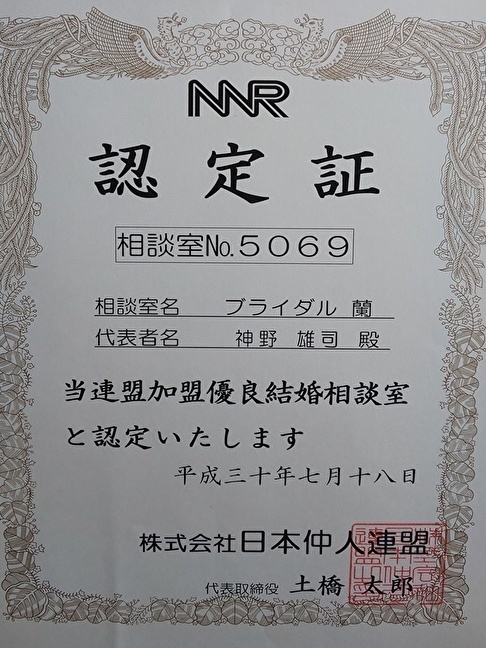 NNR
認定証
相談室No.5069
相談室名 ブライダル 蘭
代表者名 神野 雄司 殿
当連盟加盟優良結婚相談室
と認定いたします
平成三十年七月十八日
株式会社日本仲人連盟
代表取締役 土橋 太郎